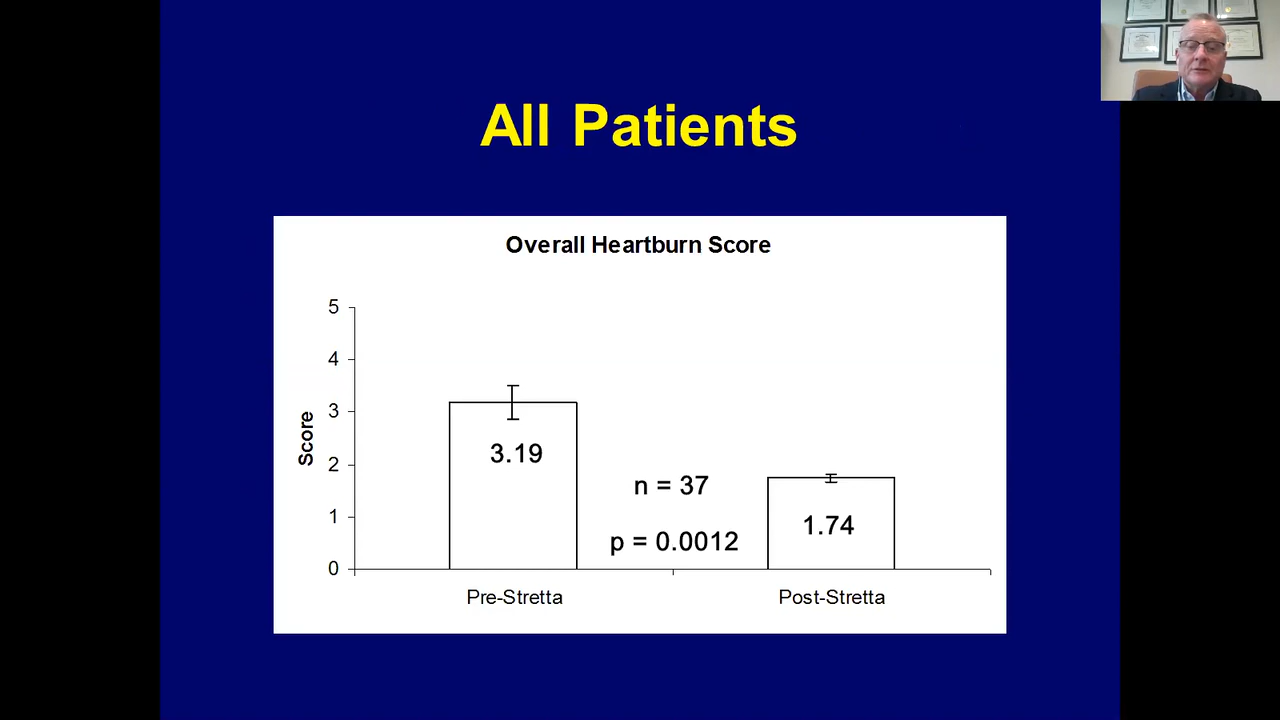 All Patients
Overall Heartburn Score
5
4
3
2
1
0
Score
3.19
n = 37
p = 0.0012
1.74
Pre-Stretta
Post-Stretta